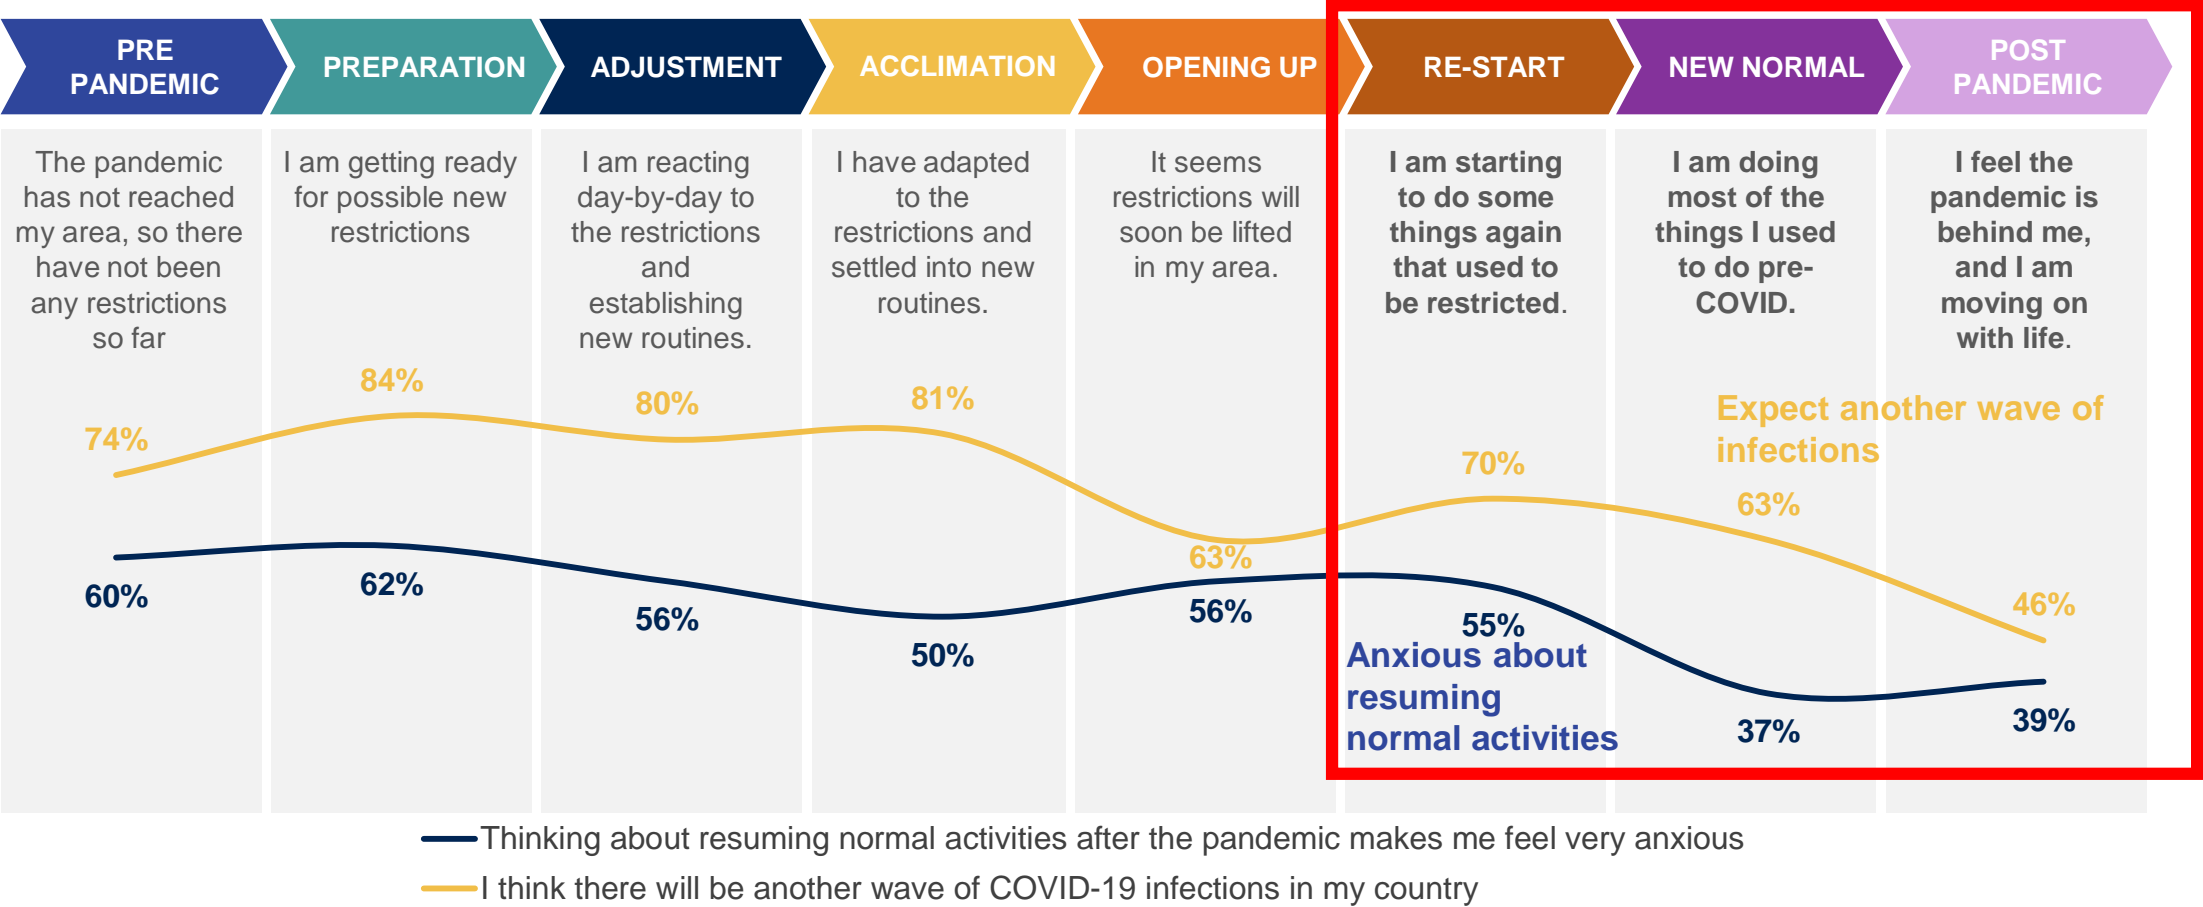 PRE
PANDEMIC
PREPARATION
ADJUSTMENT
ACCLIMATION
OPENING UP
RE-START
NEW NORMAL
POST
PANDEMIC
The pandemic
has not reached
my area, so there
have not been
any restrictions
so far
I am getting ready
for possible new
restrictions
I am reacting
day-by-day to
the restrictions
and
establishing
new routines.
I have adapted
to the
restrictions and
settled into new
routines.
It seems
restrictions will
soon be lifted
in my area.
I am starting
to do some
things again
that used to
be restricted.
I am doing
most of the
things I used
to do pre-
COVID.
I feel the
pandemic is
behind me,
and I am
moving on
with life.
74%
84%
80%
81%
63%
70%
63%
46%
Expect another wave of
infections
60%
62%
56%
50%
56%
55%
37%
39%
Anxious about
resuming
normal activities
Thinking about resuming normal activities after the pandemic makes me feel very anxious
I think there will be another wave of COVID-19 infections in my country